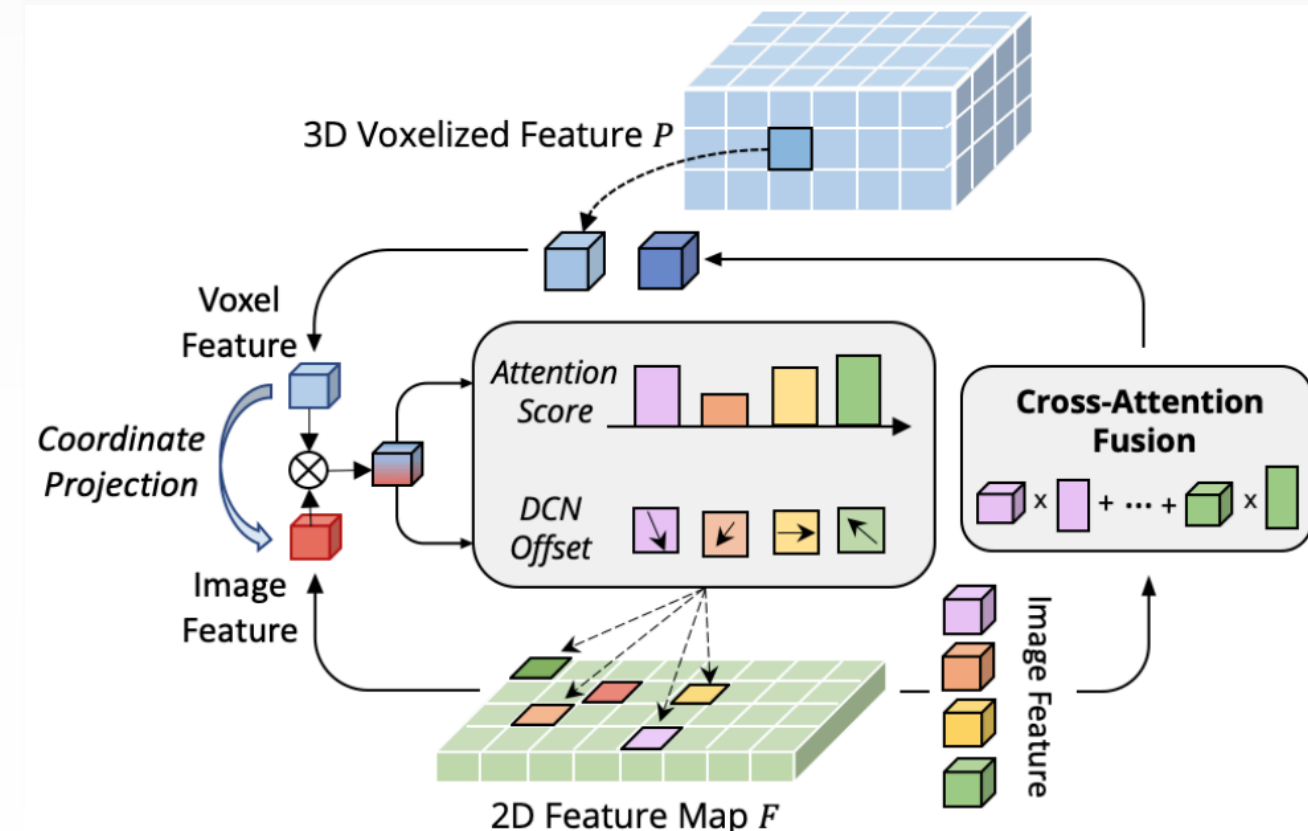 3D Voxelized Feature P
Voxel
Feature
Coordinate
Projection
Image
Feature
Attention
Score
DCN
Offset
Cross-Attention
Fusion
x + ... + x
Image Feature
2D Feature Map F